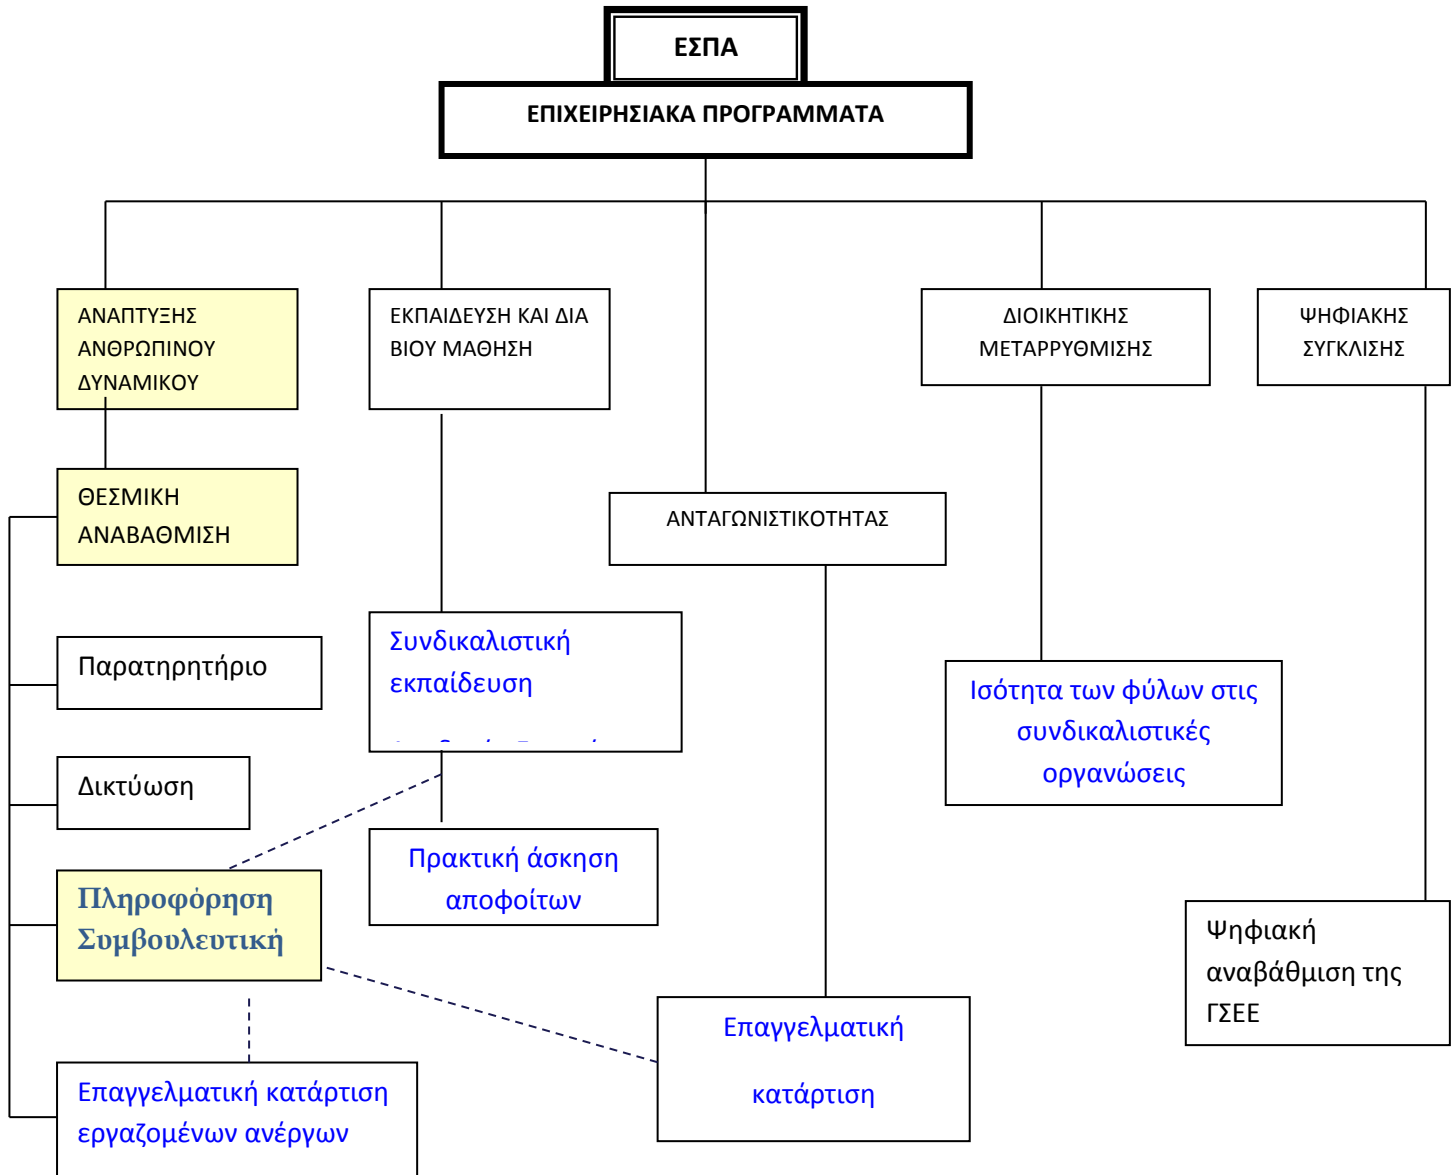 ΕΣΠΑ
ΕΠΙΧΕΙΡΗΣΙΑΚΑ ΠΡΟΓΡΑΜΜΑΤΑ
ΑΝΑΠΤΥΞΗΣ
ΑΝΘΡΩΠΙΝΟΥ
ΔΥΝΑΜΙΚΟΥ
ΕΚΠΑΙΔΕΥΣΗ ΚΑΙ ΔΙΑ
ΒΙΟΥ ΜΑΘΗΣΗ
ΔΙΟΙΚΗΤΙΚΗΣ
ΜΕΤΑΡΡΥΘΜΙΣΗΣ
ΨΗΦΙΑΚΗΣ
ΣΥΓΚΛΙΣΗΣ
ΘΕΣΜΙΚΗ
ΑΝΑΒΑΘΜΙΣΗ
ΑΝΤΑΓΩΝΙΣΤΙΚΟΤΗΤΑΣ
Παρατηρητήριο
Συνδικαλιστική
εκπαίδευση
Ισότητα των φύλων στις
συνδικαλιστικές
οργανώσεις
Δικτύωση
Πρακτική άσκηση
αποφοίτων
Πληροφόρηση
Συμβουλευτική
Ψηφιακή
αναβάθμιση της
ΓΣΕΕ
Επαγγελματική
κατάρτιση
Επαγγελματική κατάρτιση
εργαζομένων ανέργων